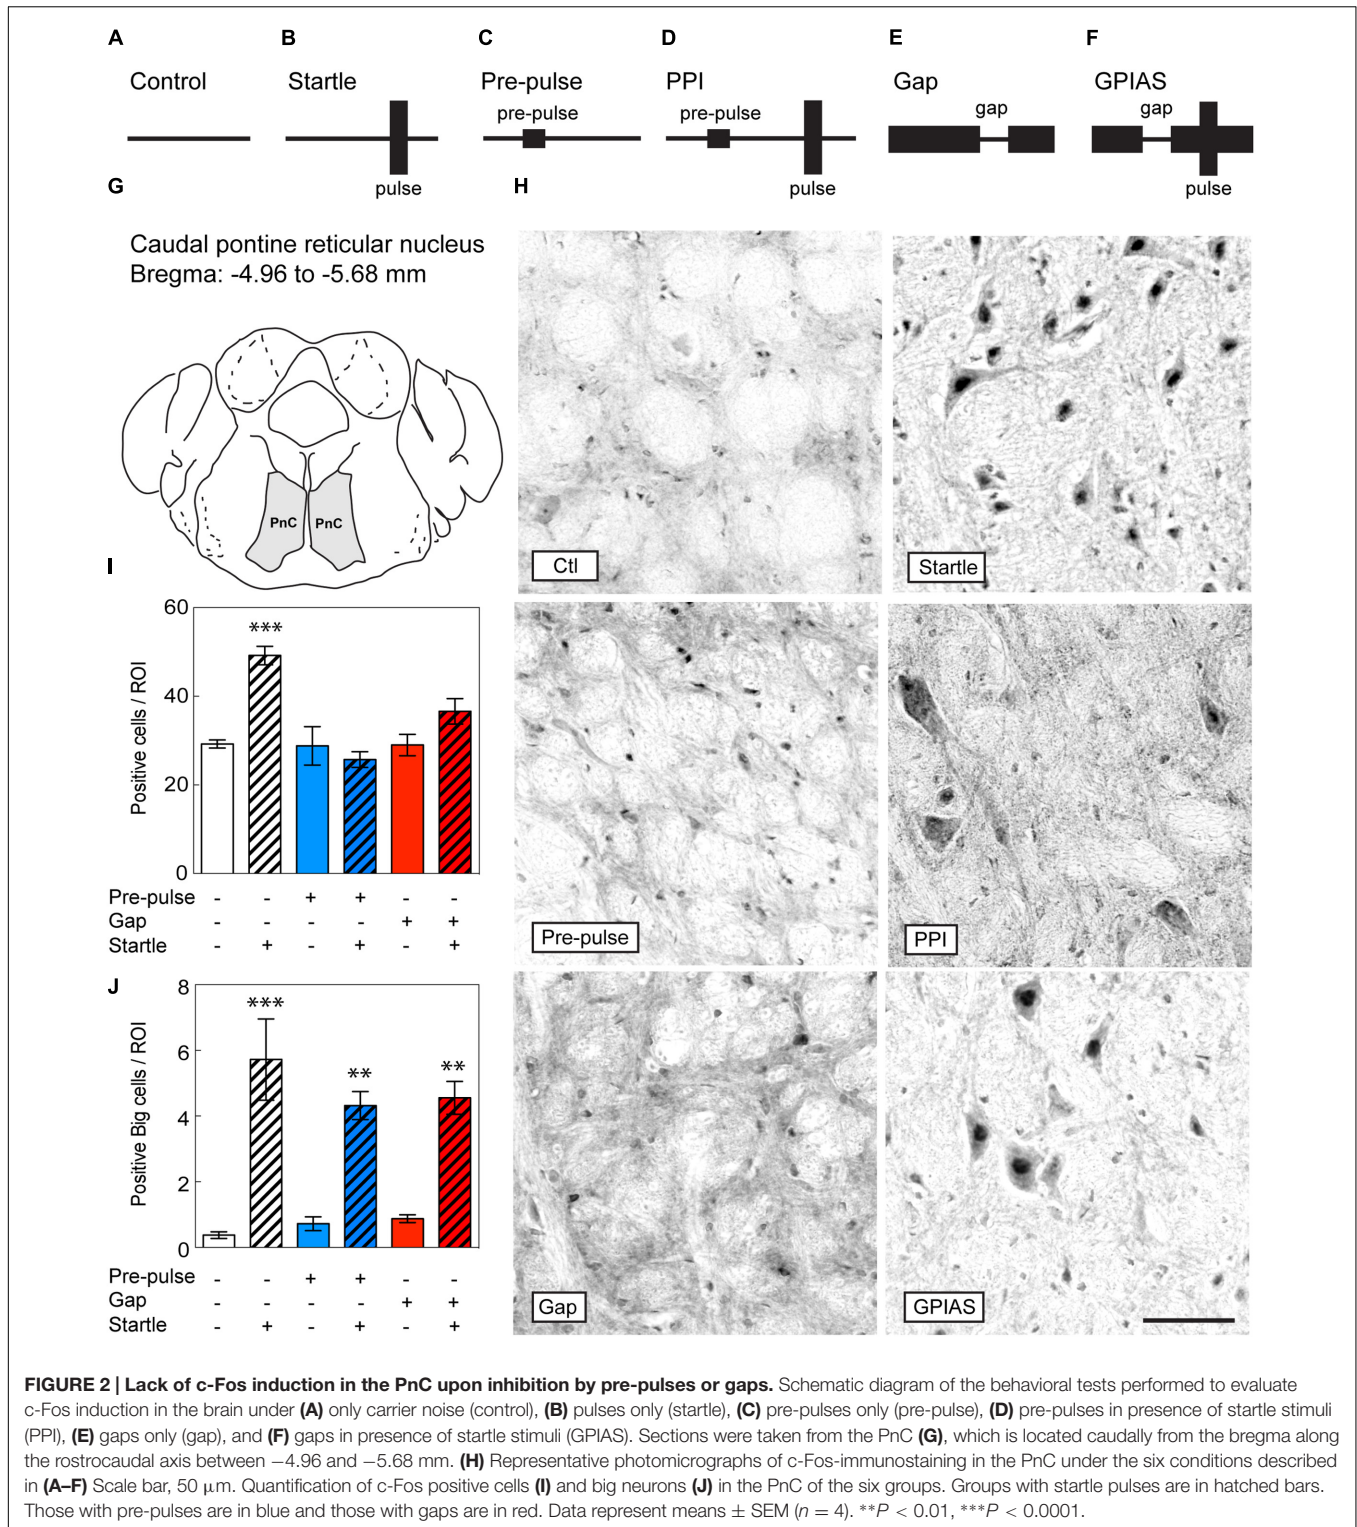 A B C D E F
Control Startle Pre-pulse PPI Gap GPIAS
pre-pulse pre-pulse gap gap
pulse pulse pulse
G
Caudal pontine reticular nucleus
Bregma: -4.96 to -5.68 mm
PnC PnC
H
Ctl Startle
Pre-pulse PPI
Gap GPIAS
I
Positive cells / ROI
60
40
20
0
***
Pre-pulse - - + + - -
Gap - - - - + +
Startle - + - + - +
J
Positive Big cells / ROI
8
6
4
2
0
*** ** **
Pre-pulse - - + + - -
Gap - - - - + +
Startle - + - + - +
FIGURE 2 | Lack of c-Fos induction in the PnC upon inhibition by pre-pulses or gaps. Schematic diagram of the behavioral tests performed to evaluate
c-Fos induction in the brain under (A) only carrier noise (control), (B) pulses only (startle), (C) pre-pulses only (pre-pulse), (D) pre-pulses in presence of startle stimuli
(PPI), (E) gaps only (gap), and (F) gaps in presence of startle stimuli (GPIAS). Sections were taken from the PnC (G), which is located caudally from the bregma along
the rostrocaudal axis between −4.96 and −5.68 mm. (H) Representative photomicrographs of c-Fos-immunostaining in the PnC under the six conditions described
in (A–F) Scale bar, 50 μm. Quantification of c-Fos positive cells (I) and big neurons (J) in the PnC of the six groups. Groups with startle pulses are in hatched bars.
Those with pre-pulses are in blue and those with gaps are in red. Data represent means ± SEM (n = 4). **P < 0.01, ***P < 0.0001.